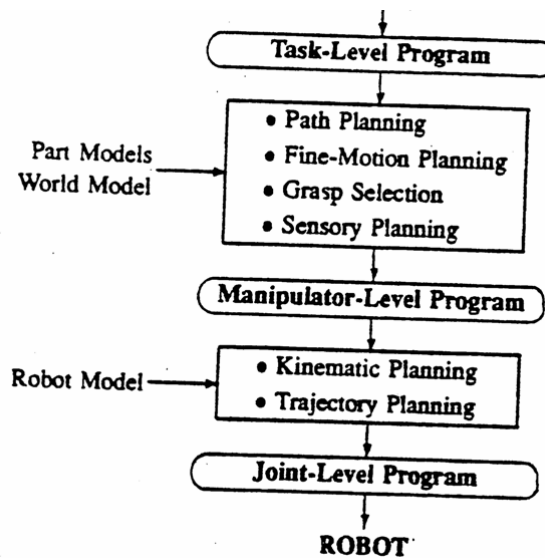 Task-Level Program
• Path Planning
• Fine-Motion Planning
• Grasp Selection
• Sensory Planning
Part Models
World Model
Manipulator-Level Program
• Kinematic Planning
• Trajectory Planning
Robot Model
Joint-Level Program
ROBOT